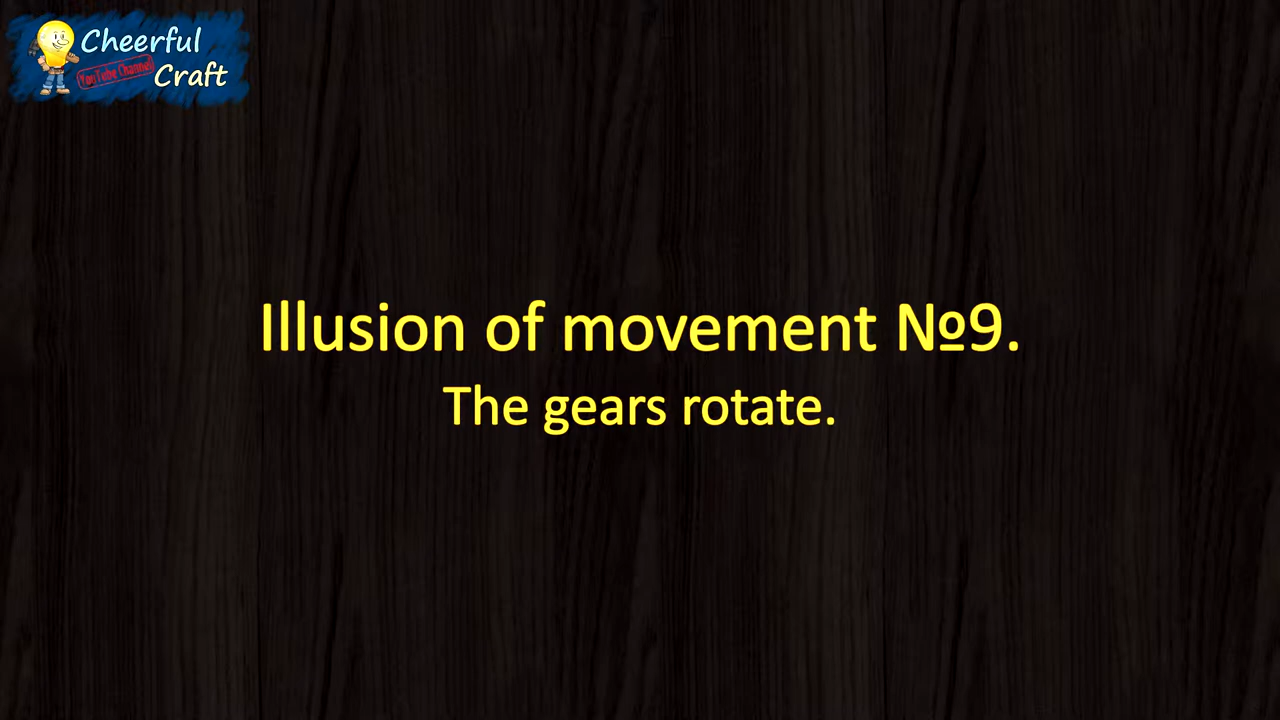 Cheerful
YouTube Channel
Craft
Illusion of movement №9.
The gears rotate.